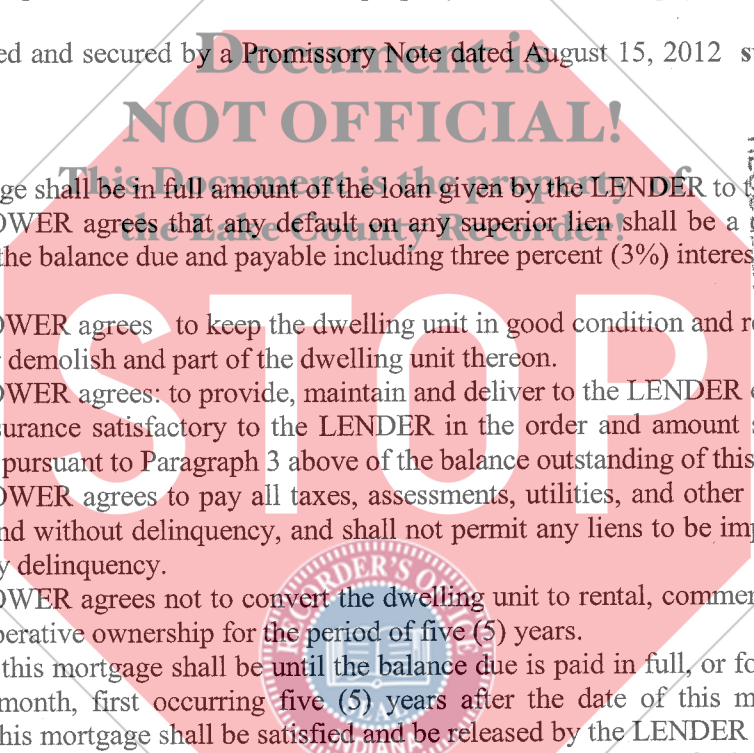 ed and secured by a Promissory Note dated August 15, 2012
Document is
NOT OFFICIAL!
This Document is the property of
the Lake County Recorder!
ge shall be in full amount of the loan given by the LENDER to
OWER agrees that any default on any superior lien shall be a
the balance due and payable including three percent (3%) interes
STOP
OWER agrees to keep the dwelling unit in good condition and
demolish and part of the dwelling unit thereon.
OWER agrees: to provide, maintain and deliver to the LENDER
surance satisfactory to the LENDER in the order and amount
pursuant to Paragraph 3 above of the balance outstanding of this
OWER agrees to pay all taxes, assessments, utilities, and other
nd without delinquency, and shall not permit any liens to be imp
y delinquency.
RECORDER'S OFFICE
OWER agrees not to convert the dwelling unit to rental, commer
perative ownership for the period of five (5) years.
this mortgage shall be until the balance due is paid in full, or fo
month, first occurring five (5) years after the date of this m
SEAL
his mortgage shall be satisfied and be released by the LENDER
INDIANA